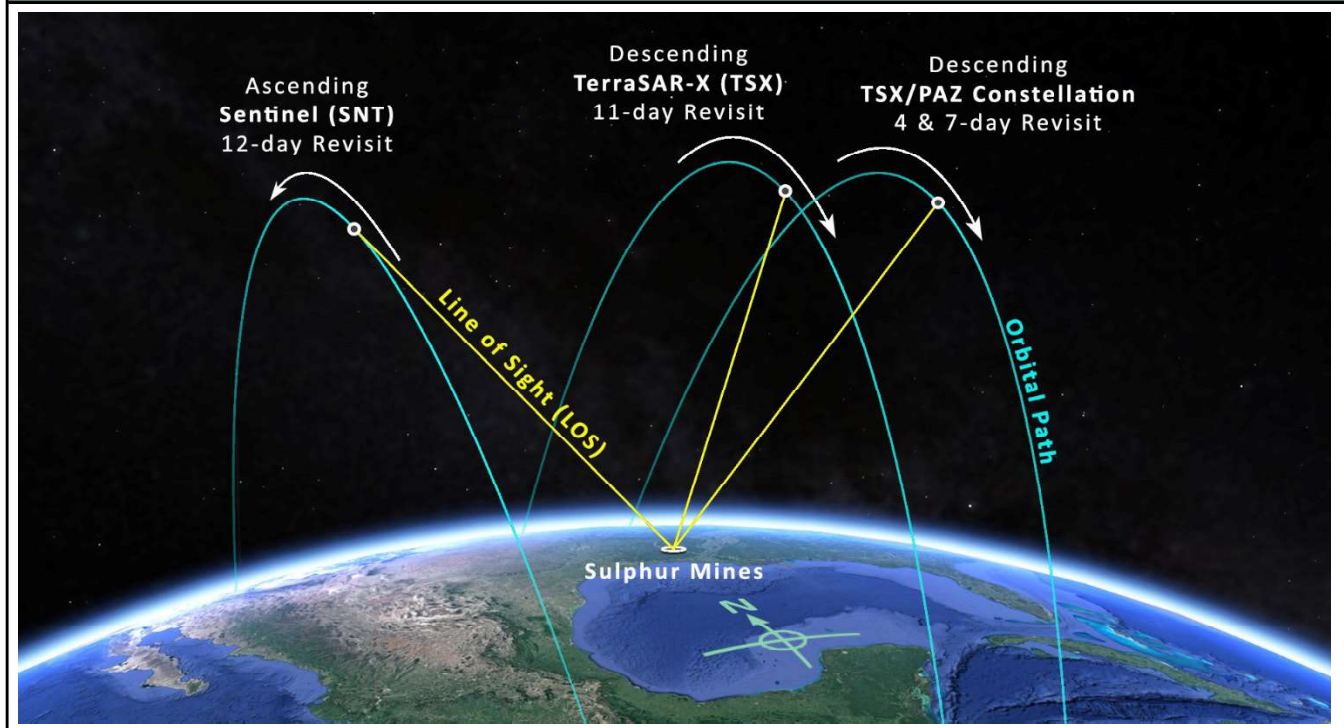 Ascending
Sentinel (SNT)
12-day Revisit
Descending
TerraSAR-X (TSX)
11-day Revisit
Descending
TSX/PAZ Constellation
4 & 7-day Revisit
Line of Sight (LOS)
Orbital Path
Sulphur Mines
N